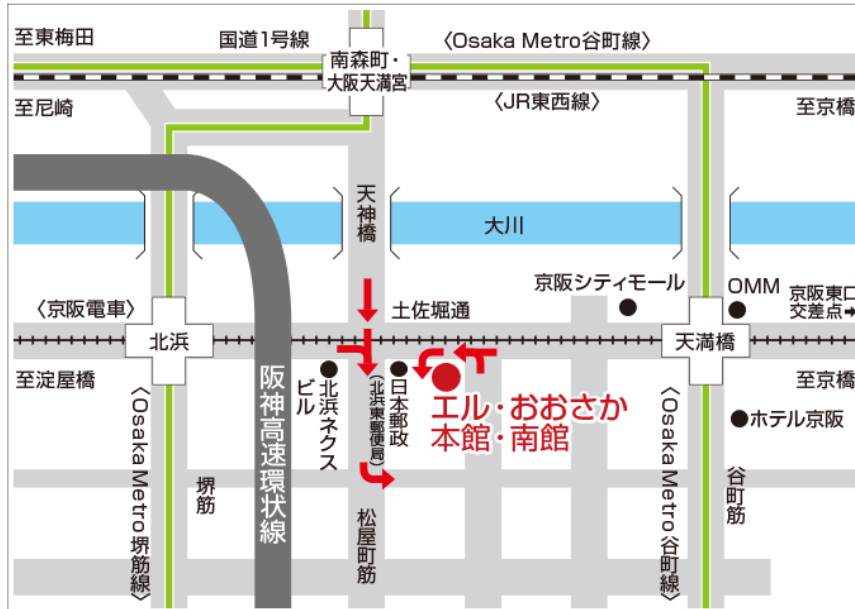 至東梅田
国道1号線
南森町・
大阪天満宮
〈Osaka Metro谷町線〉
至尼崎
〈JR東西線〉
至京橋
天神橋
大川
京阪シティモール
OMM
京阪東口
交差点→
〈京阪電車〉
土佐堀通
北浜
天満橋
至淀屋橋
至京橋
阪神高速環状線
北浜ネクス
ビル
日本郵政
(北浜東郵便局)
エル・おおさか
本館・南館
ホテル京阪
〈Osaka Metro堺筋線〉
堺筋
松屋町筋
〈Osaka Metro谷町線〉
谷町筋